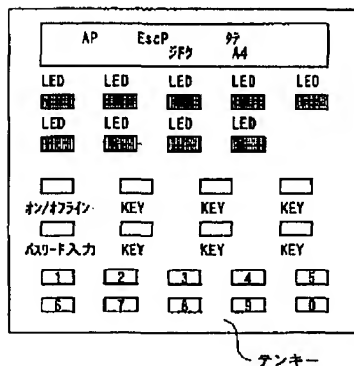 AP EscP タテ
ジドウ A4
LED LED LED LED LED
LED LED LED LED
オン/オフライン KEY KEY KEY
パスワード入力 KEY KEY KEY
1 2 3 4 5
6 7 8 9 0
テンキー